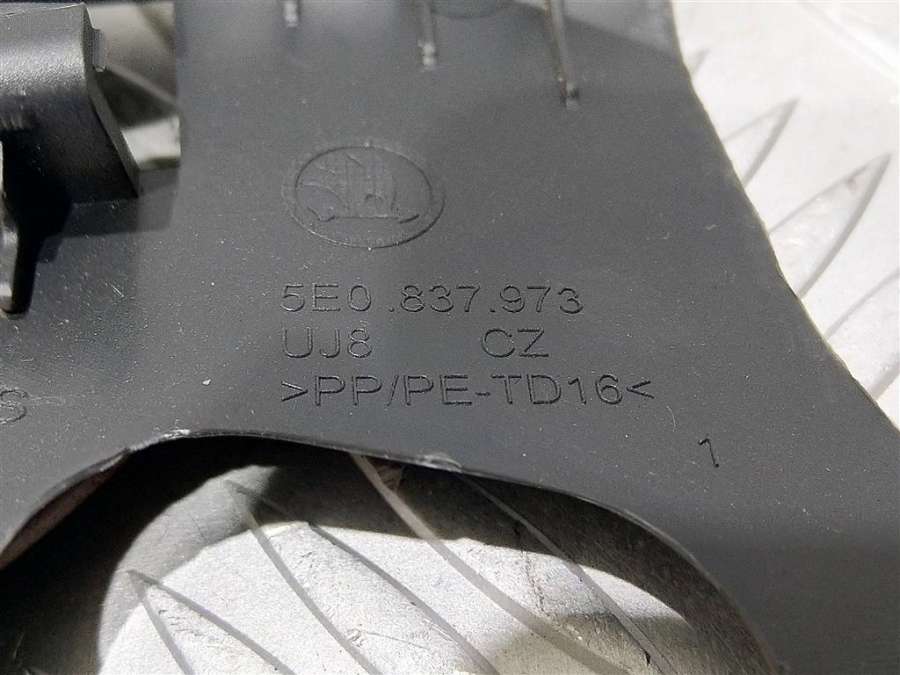 5E0.837.973
UJ8 CZ
>PP/PE-TD16<
S
1